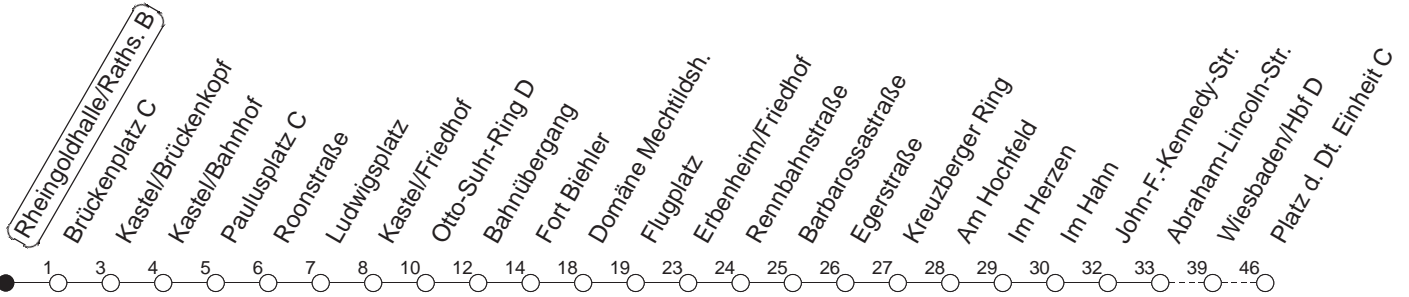 Rheingoldhalle/Raths. B
Brückenplatz C
Kastel/Brückenkopf
Kastel/Bahnhof
Paulusplatz C
Roonstraße
Ludwigsplatz
Kastel/Friedhof
Otto-Suhr-Ring D
Bahnübergang
Fort Biehler
Domäne Mechtildsh.
Flugplatz
Erbenheim/Friedhof
Rennbahnstraße
Barbarossastraße
Egerstraße
Kreuzberger Ring
Am Hochfeld
Im Herzen
Im Hahn
John-F.-Kennedy-Str.
Abraham-Lincoln-Str.
Wiesbaden/Hbf D
Platz d. Dt. Einheit C
1 3 4 5 6 7 8 10 12 14 18 19 23 24 25 26 27 28 29 30 32 33 39 46